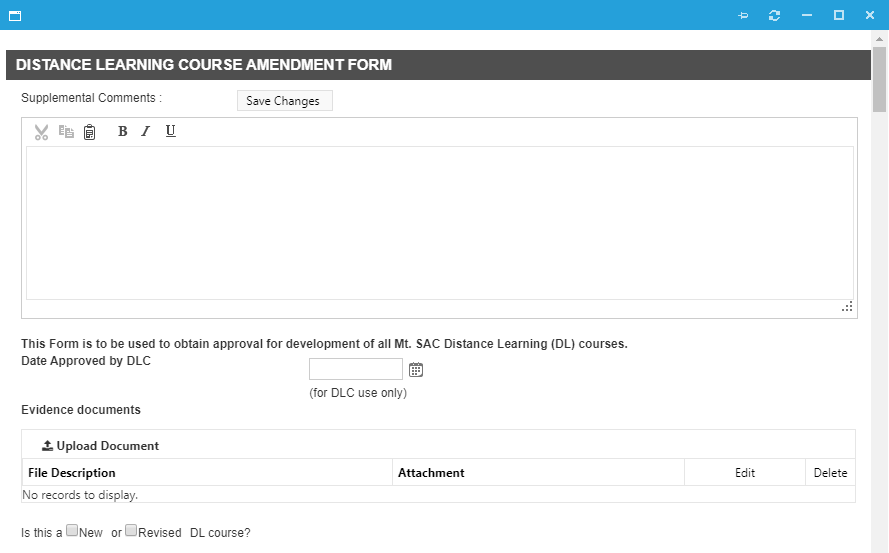 DISTANCE LEARNING COURSE AMENDMENT FORM
Supplemental Comments : Save Changes
B I U
This Form is to be used to obtain approval for development of all Mt. SAC Distance Learning (DL) courses.
Date Approved by DLC
(for DLC use only)
Evidence documents
Upload Document
File Description Attachment Edit Delete
No records to display.
Is this a New or Revised DL course?